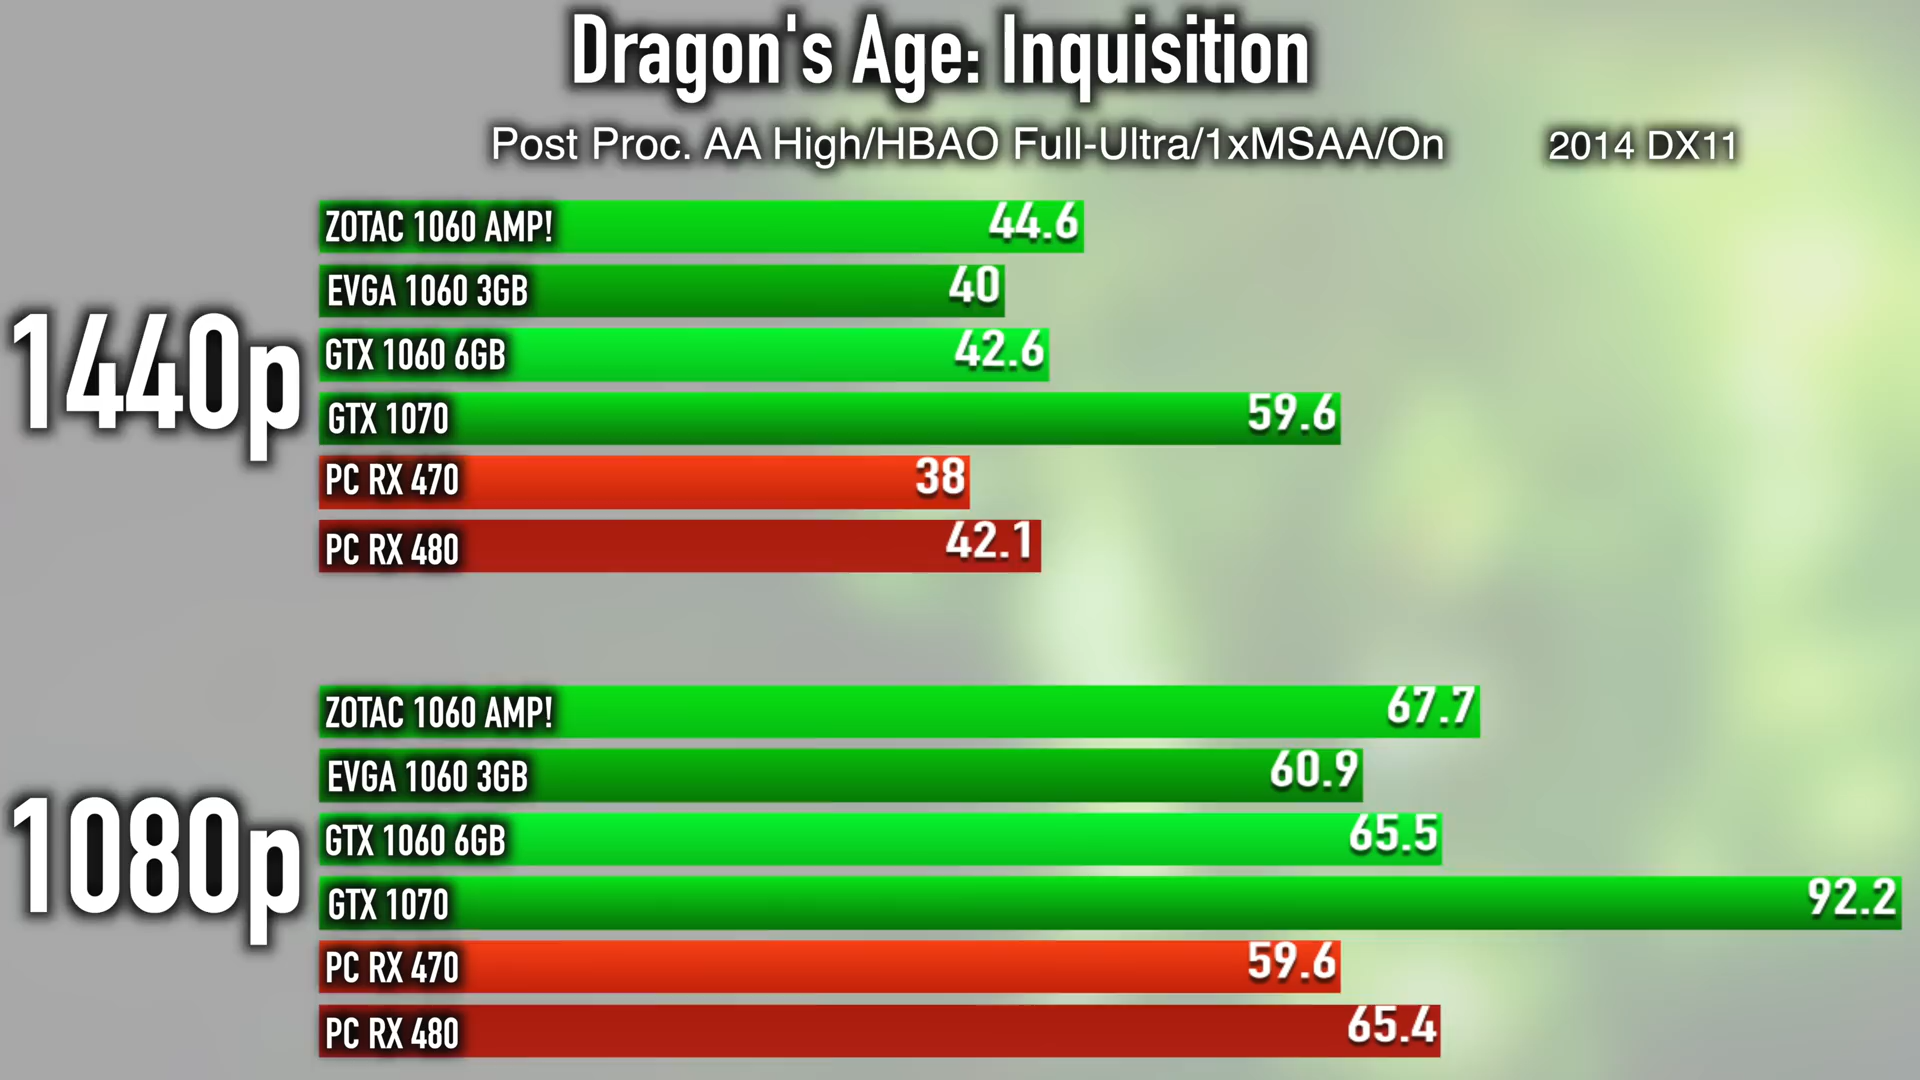 Dragon's Age: Inquisition
Post Proc. AA High/HBAO Full-Ultra/1xMSAA/On 2014 DX11
1440p
ZOTAC 1060 AMP! 44.6
EVGA 1060 3GB 40
GTX 1060 6GB 42.6
GTX 1070 59.6
PC RX 470 38
PC RX 480 42.1
1080p
ZOTAC 1060 AMP! 67.7
EVGA 1060 3GB 60.9
GTX 1060 6GB 65.5
GTX 1070 92.2
PC RX 470 59.6
PC RX 480 65.4